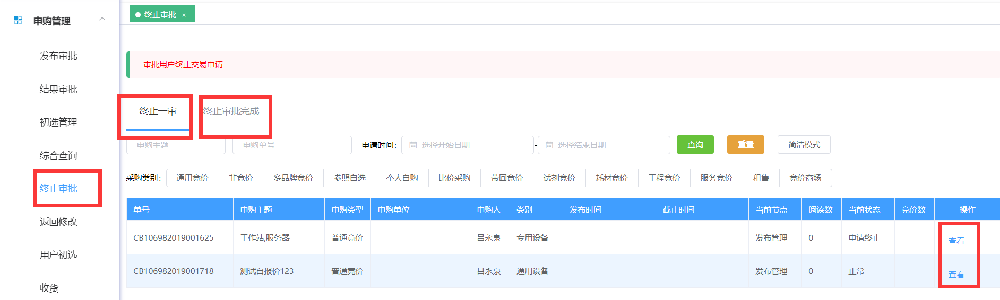 申购管理
发布审批
结果审批
初选管理
综合查询
终止审批
返回修改
用户初选
收货
终止审批 ×
审批用户终止交易申请
终止一审 终止审批完成
申购主题 申购单号 申请时间： 选择开始日期 - 选择结束日期 查询 重置 简洁模式
采购类别： 通用竞价 非竞价 多品牌竞价 参照自选 个人自购 比价采购 带回竞价 试剂竞价 耗材竞价 工程竞价 服务竞价 租售 竞价商场
单号 申购主题 申购类型 申购单位 申购人 类别 发布时间 截止时间 当前节点 阅读数 当前状态 竞价数 操作
CB106982019001625 工作站,服务器 普通竞价 吕永泉 专用设备 发布管理 0 申请终止 查看
CB106982019001718 测试自报价123 普通竞价 吕永泉 通用设备 发布管理 0 正常 查看